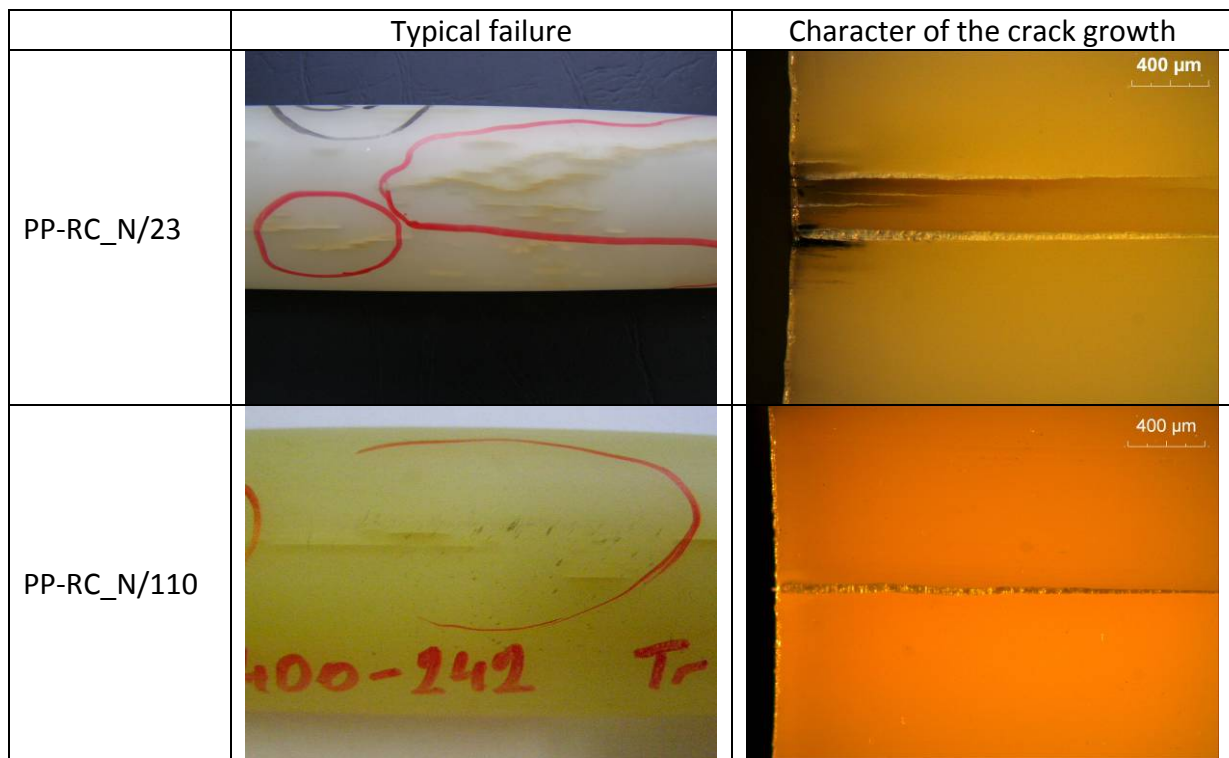 Typical failure
Character of the crack growth
PP-RC_N/23
400 µm
PP-RC_N/110
400 µm
400-242 Tr